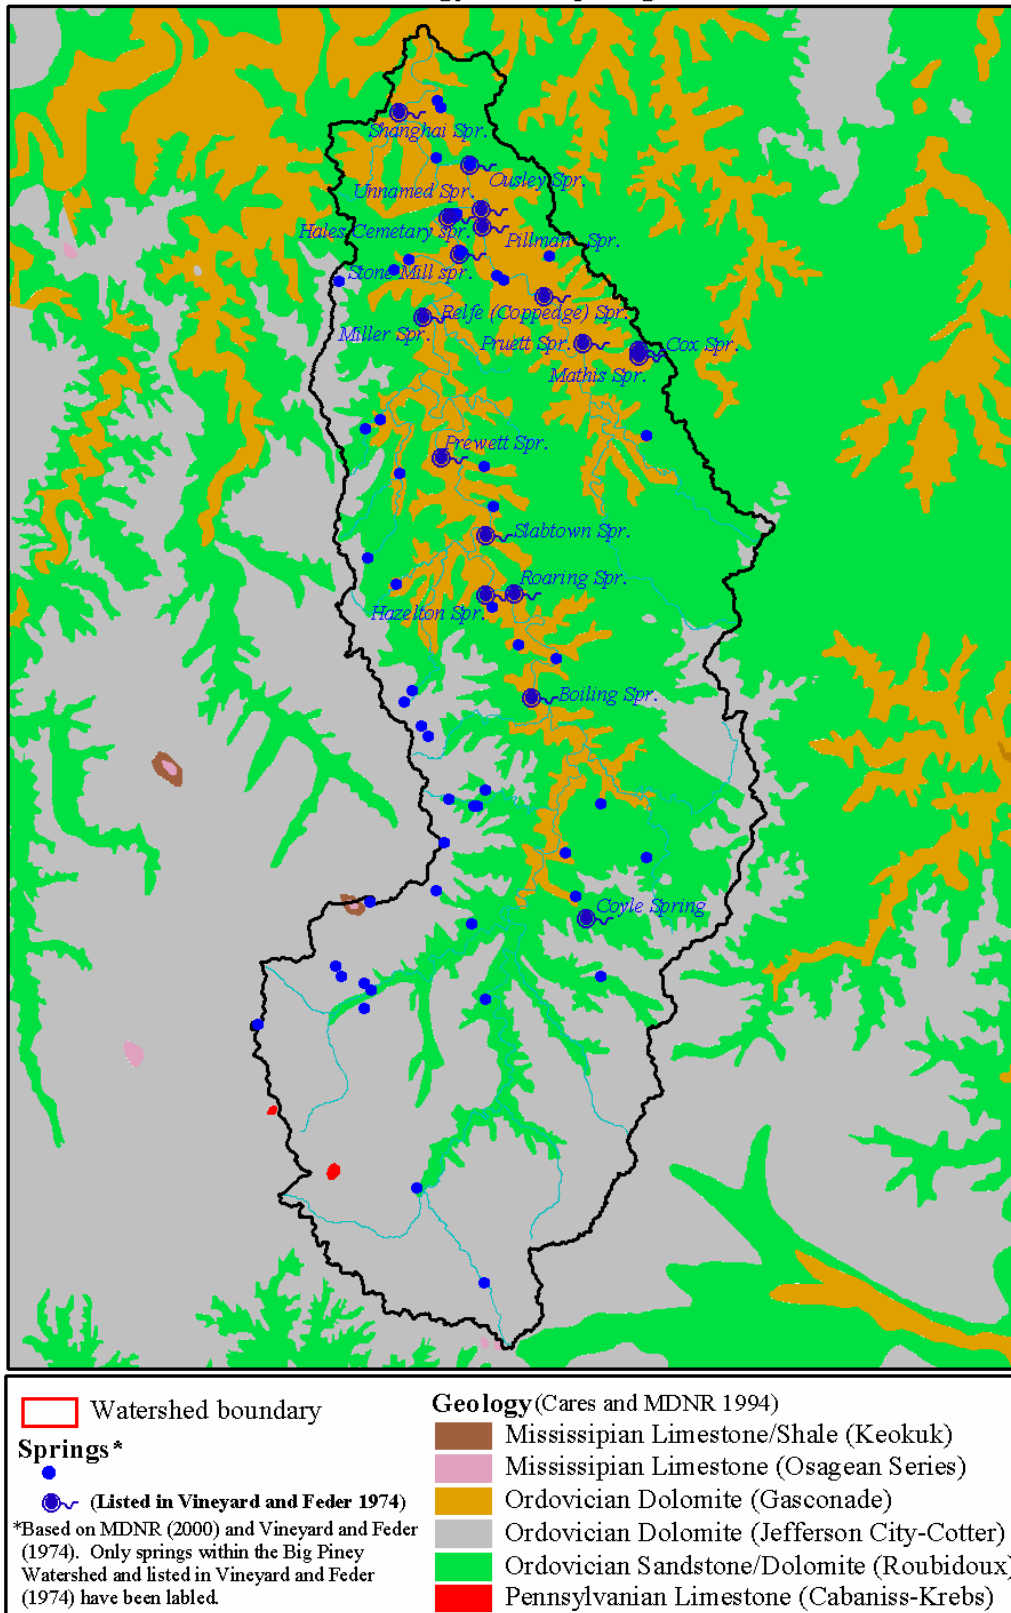 Shanghai Spr.
Cusley Spr.
Unnamed Spr.
Hales Cemetary spr.
Pillman Spr.
Stone Mill spr.
Relfe (Coppedge) Spr.
Miller Spr.
Pruett Spr.
Cox Spr.
Mathis Spr.
Prewett Spr.
Slabtown Spr.
Roaring Spr.
Hazelton Spr.
Boiling Spr.
Coyle Spring
Watershed boundary
Springs*
(Listed in Vineyard and Feder 1974)
*Based on MDNR (2000) and Vineyard and Feder
(1974). Only springs within the Big Piney
Watershed and listed in Vineyard and Feder
(1974) have been labled.
Geology (Cares and MDNR 1994)
Mississipian Limestone/Shale (Keokuk)
Mississipian Limestone (Osagean Series)
Ordovician Dolomite (Gasconade)
Ordovician Dolomite (Jefferson City-Cotter)
Ordovician Sandstone/Dolomite (Roubidoux)
Pennsylvanian Limestone (Cabaniss-Krebs)